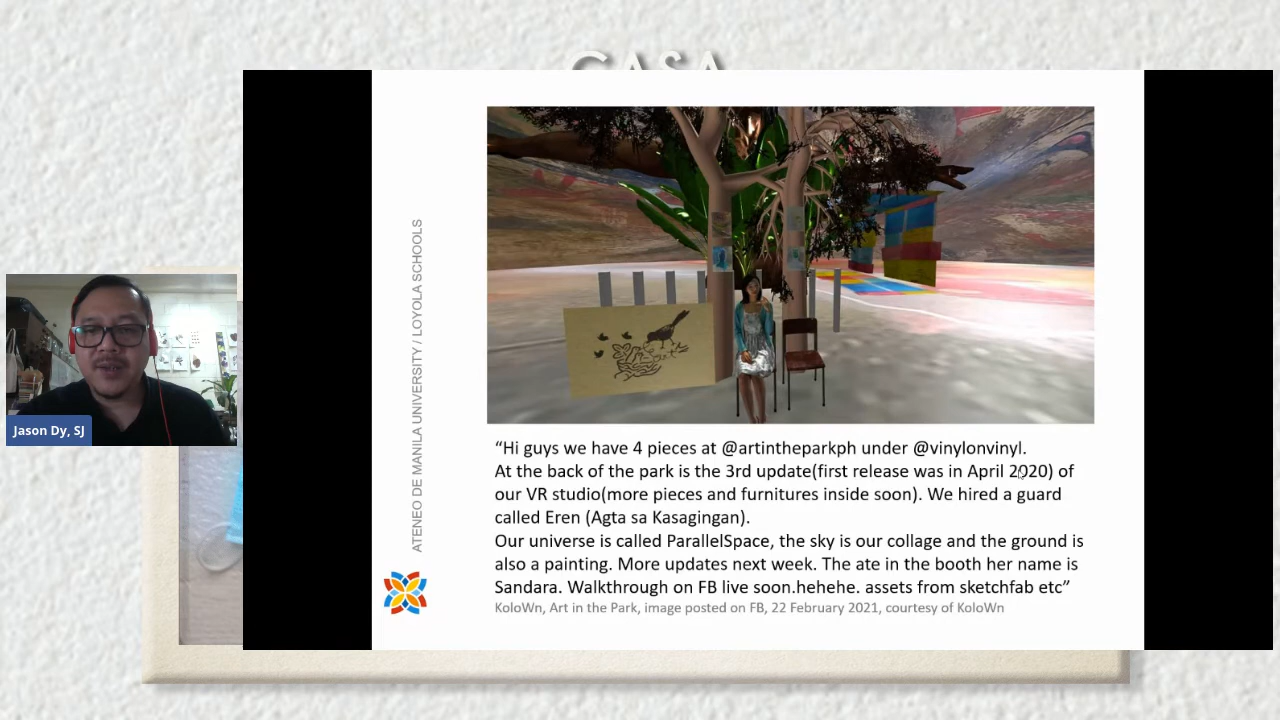 CASA
ATENEO DE MANILA UNIVERSITY / LOYOLA SCHOOLS
Jason Dy, SJ
“Hi guys we have 4 pieces at @artintheparkph under @vinylonvinyl.
At the back of the park is the 3rd update(first release was in April 2020) of
our VR studio(more pieces and furnitures inside soon). We hired a guard
called Eren (Agta sa Kasagingan).
Our universe is called ParallelSpace, the sky is our collage and the ground is
also a painting. More updates next week. The ate in the booth her name is
Sandara. Walkthrough on FB live soon.hehehe. assets from sketchfab etc”
KoloWn, Art in the Park, image posted on FB, 22 February 2021, courtesy of KoloWn